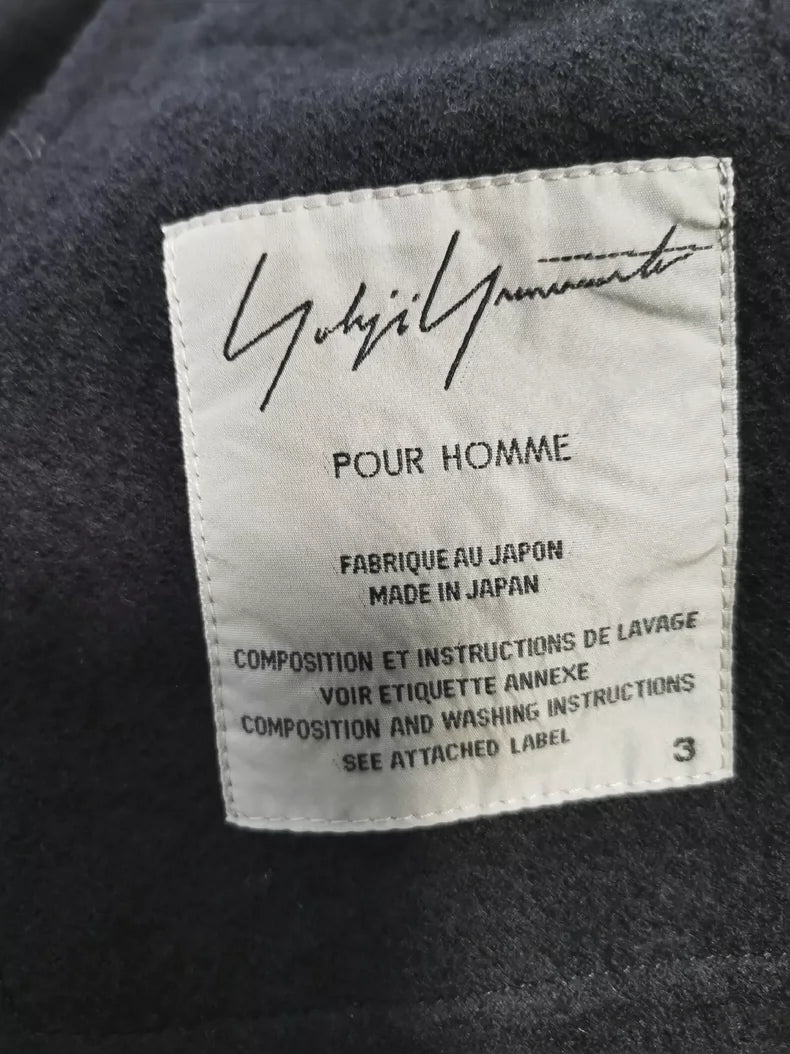 Yohji Yamamoto
POUR HOMME
FABRIQUE AU JAPON
MADE IN JAPAN
COMPOSITION ET INSTRUCTIONS DE LAVAGE
VOIR ETIQUETTE ANNEXE
COMPOSITION AND WASHING INSTRUCTIONS
SEE ATTACHED LABEL
3